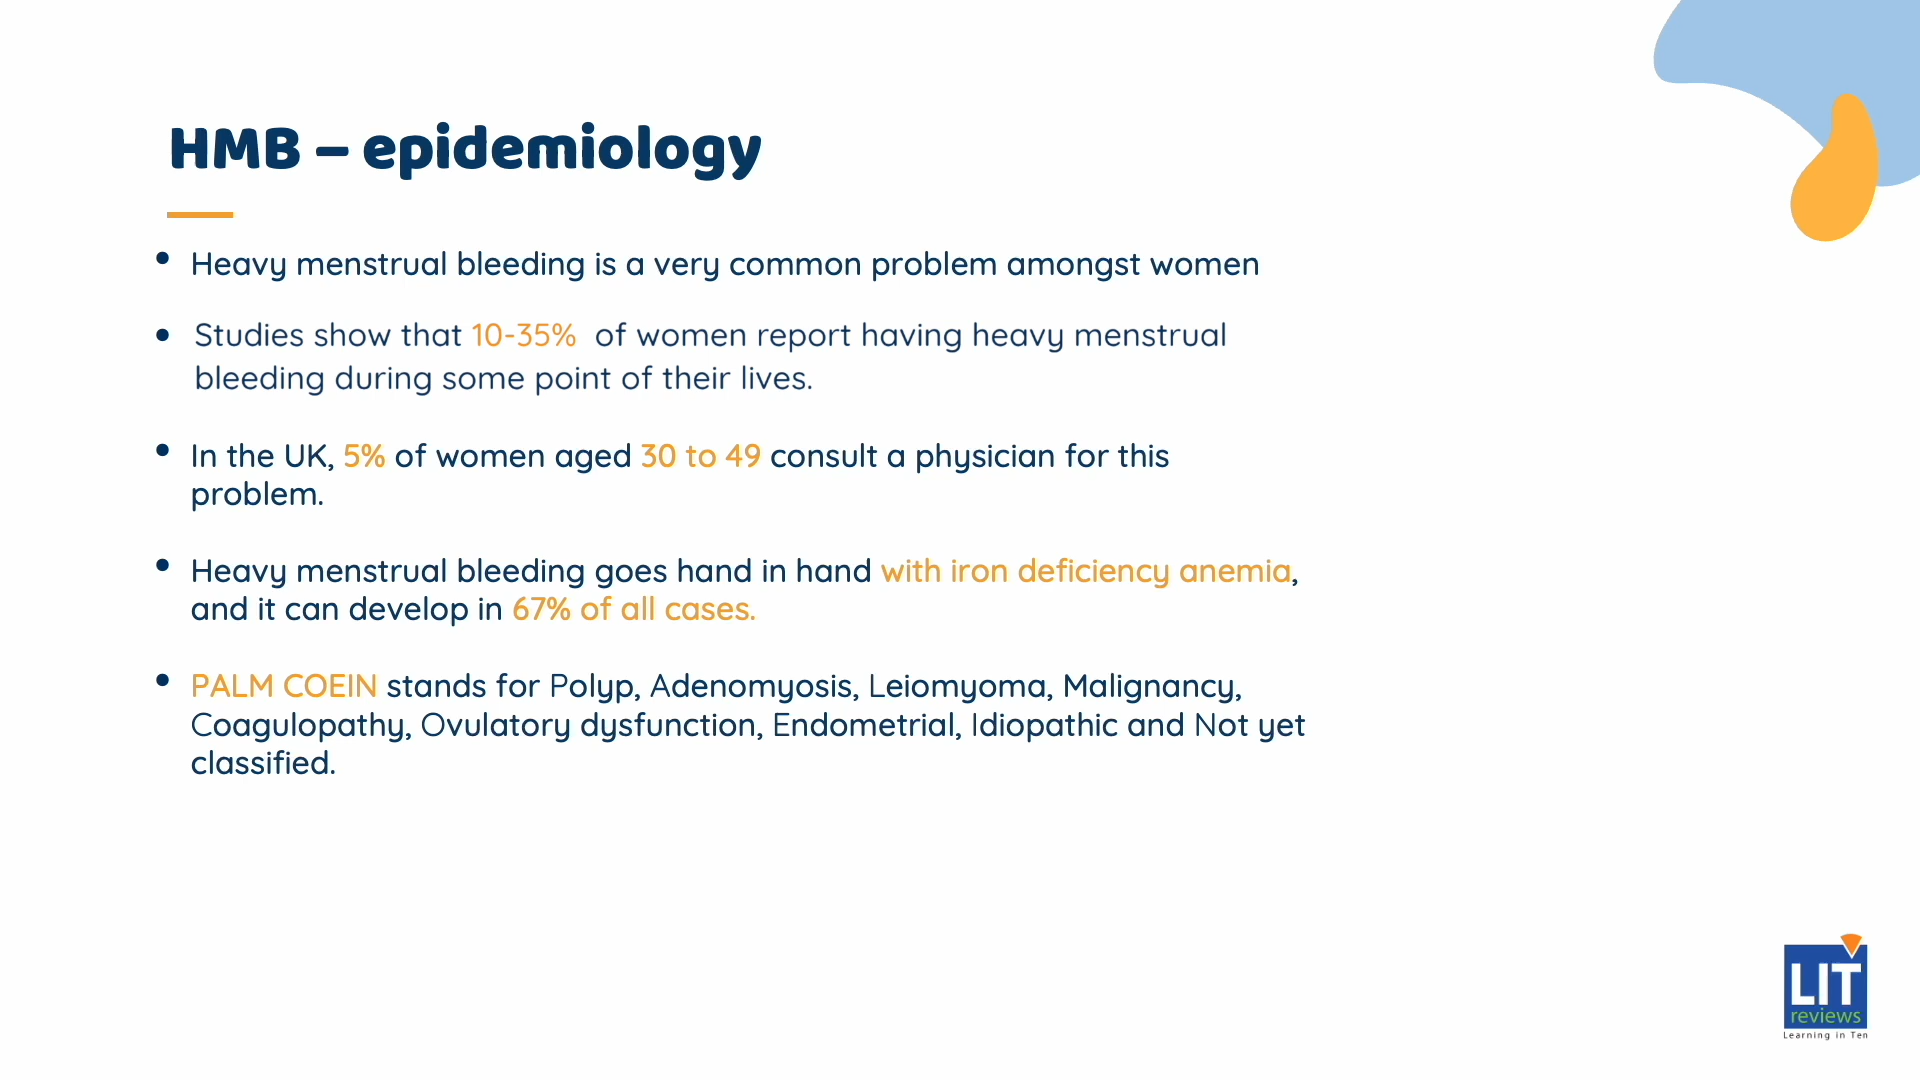 HMB – epidemiology
• Heavy menstrual bleeding is a very common problem amongst women
• Studies show that 10-35% of women report having heavy menstrual
bleeding during some point of their lives.
• In the UK, 5% of women aged 30 to 49 consult a physician for this
problem.
• Heavy menstrual bleeding goes hand in hand with iron deficiency anemia,
and it can develop in 67% of all cases.
• PALM COEIN stands for Polyp, Adenomyosis, Leiomyoma, Malignancy,
Coagulopathy, Ovulatory dysfunction, Endometrial, Idiopathic and Not yet
classified.
LIT
reviews
Learning in Ten